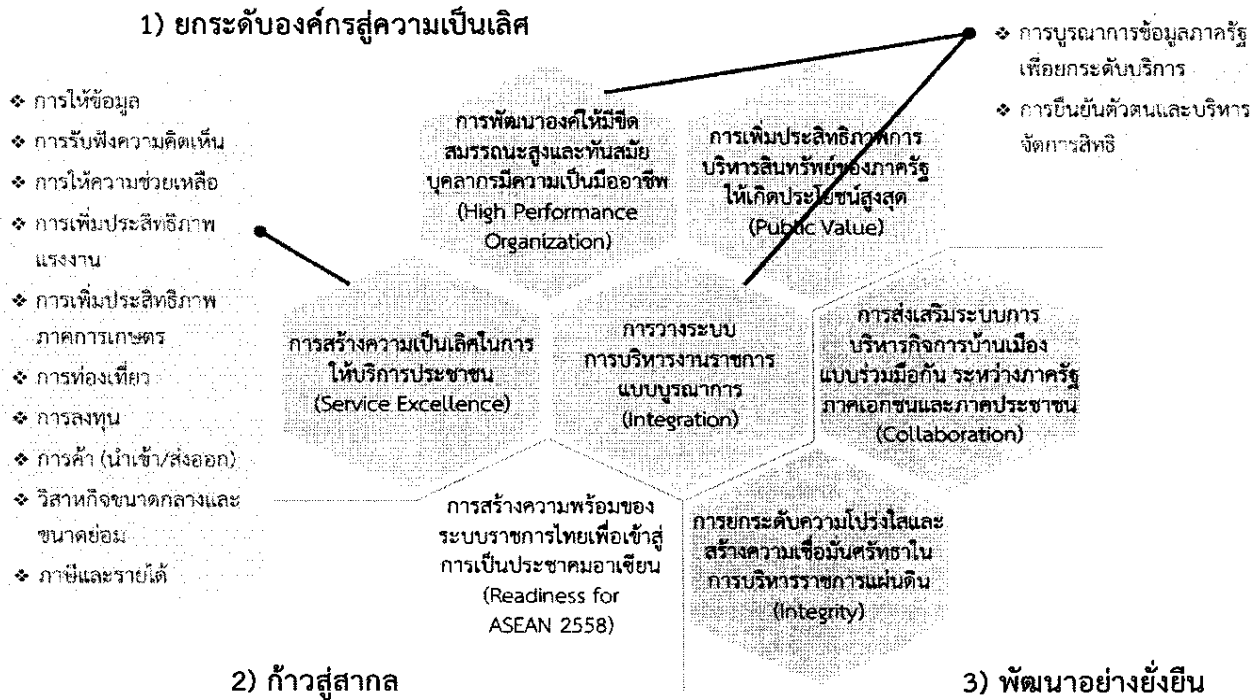 1) ยกระดับองค์กรสู่ความเป็นเลิศ
❖ การให้ข้อมูล
❖ การรับฟังความคิดเห็น
❖ การให้ความช่วยเหลือ
❖ การเพิ่มประสิทธิภาพ
แรงงาน
❖ การเพิ่มประสิทธิภาพ
ภาคการเกษตร
❖ การท่องเที่ยว
❖ การลงทุน
❖ การค้า (นำเข้า/ส่งออก)
❖ วิสาหกิจขนาดกลางและ
ขนาดย่อม
❖ ภาษีและรายได้
❖ การบูรณาการข้อมูลภาครัฐ
เพื่อยกระดับบริการ
❖ การยืนยันตัวตนและบริหาร
จัดการสิทธิ
การพัฒนาองค์ให้มีขีด
สมรรถนะสูงและทันสมัย
บุคลากรมีความเป็นมืออาชีพ
(High Performance
Organization)
การเพิ่มประสิทธิภาพการ
บริหารสินทรัพย์ของภาครัฐ
ให้เกิดประโยชน์สูงสุด
(Public Value)
การสร้างความเป็นเลิศในการ
ให้บริการประชาชน
(Service Excellence)
การวางระบบ
การบริหารงานราชการ
แบบบูรณาการ
(Integration)
การส่งเสริมระบบการ
บริหารกิจการบ้านเมือง
แบบร่วมมือกัน ระหว่างภาครัฐ
ภาคเอกชนและภาคประชาชน
(Collaboration)
การสร้างความพร้อมของ
ระบบราชการไทยเพื่อเข้าสู่
การเป็นประชาคมอาเซียน
(Readiness for
ASEAN 2558)
การยกระดับความโปร่งใสและ
สร้างความเชื่อมั่นศรัทธาใน
การบริหารราชการแผ่นดิน
(Integrity)
2) ก้าวสู่สากล
3) พัฒนาอย่างยั่งยืน